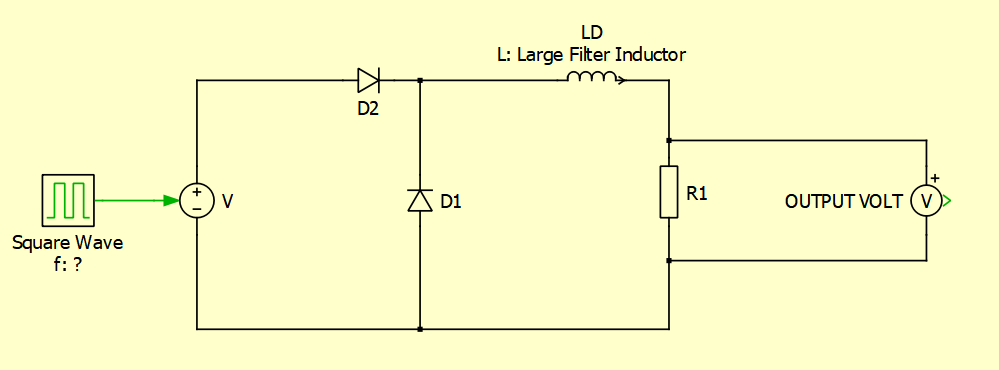 LD
L: Large Filter Inductor
D2
V
D1
R1
OUTPUT VOLT
V
Square Wave
f: ?